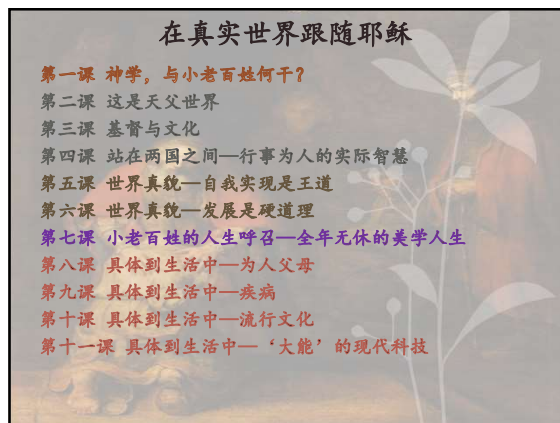 在真实世界跟随耶稣
第一课 神学，与小老百姓何干？
第二课 这是天父世界
第三课 基督与文化
第四课 站在两国之间—行事为人的实际智慧
第五课 世界真貌—自我实现是王道
第六课 世界真貌—发展是硬道理
第七课 小老百姓的人生呼召—全年无休的美学人生
第八课 具体到生活中—为人父母
第九课 具体到生活中—疾病
第十课 具体到生活中—流行文化
第十一课 具体到生活中—‘大能’的现代科技